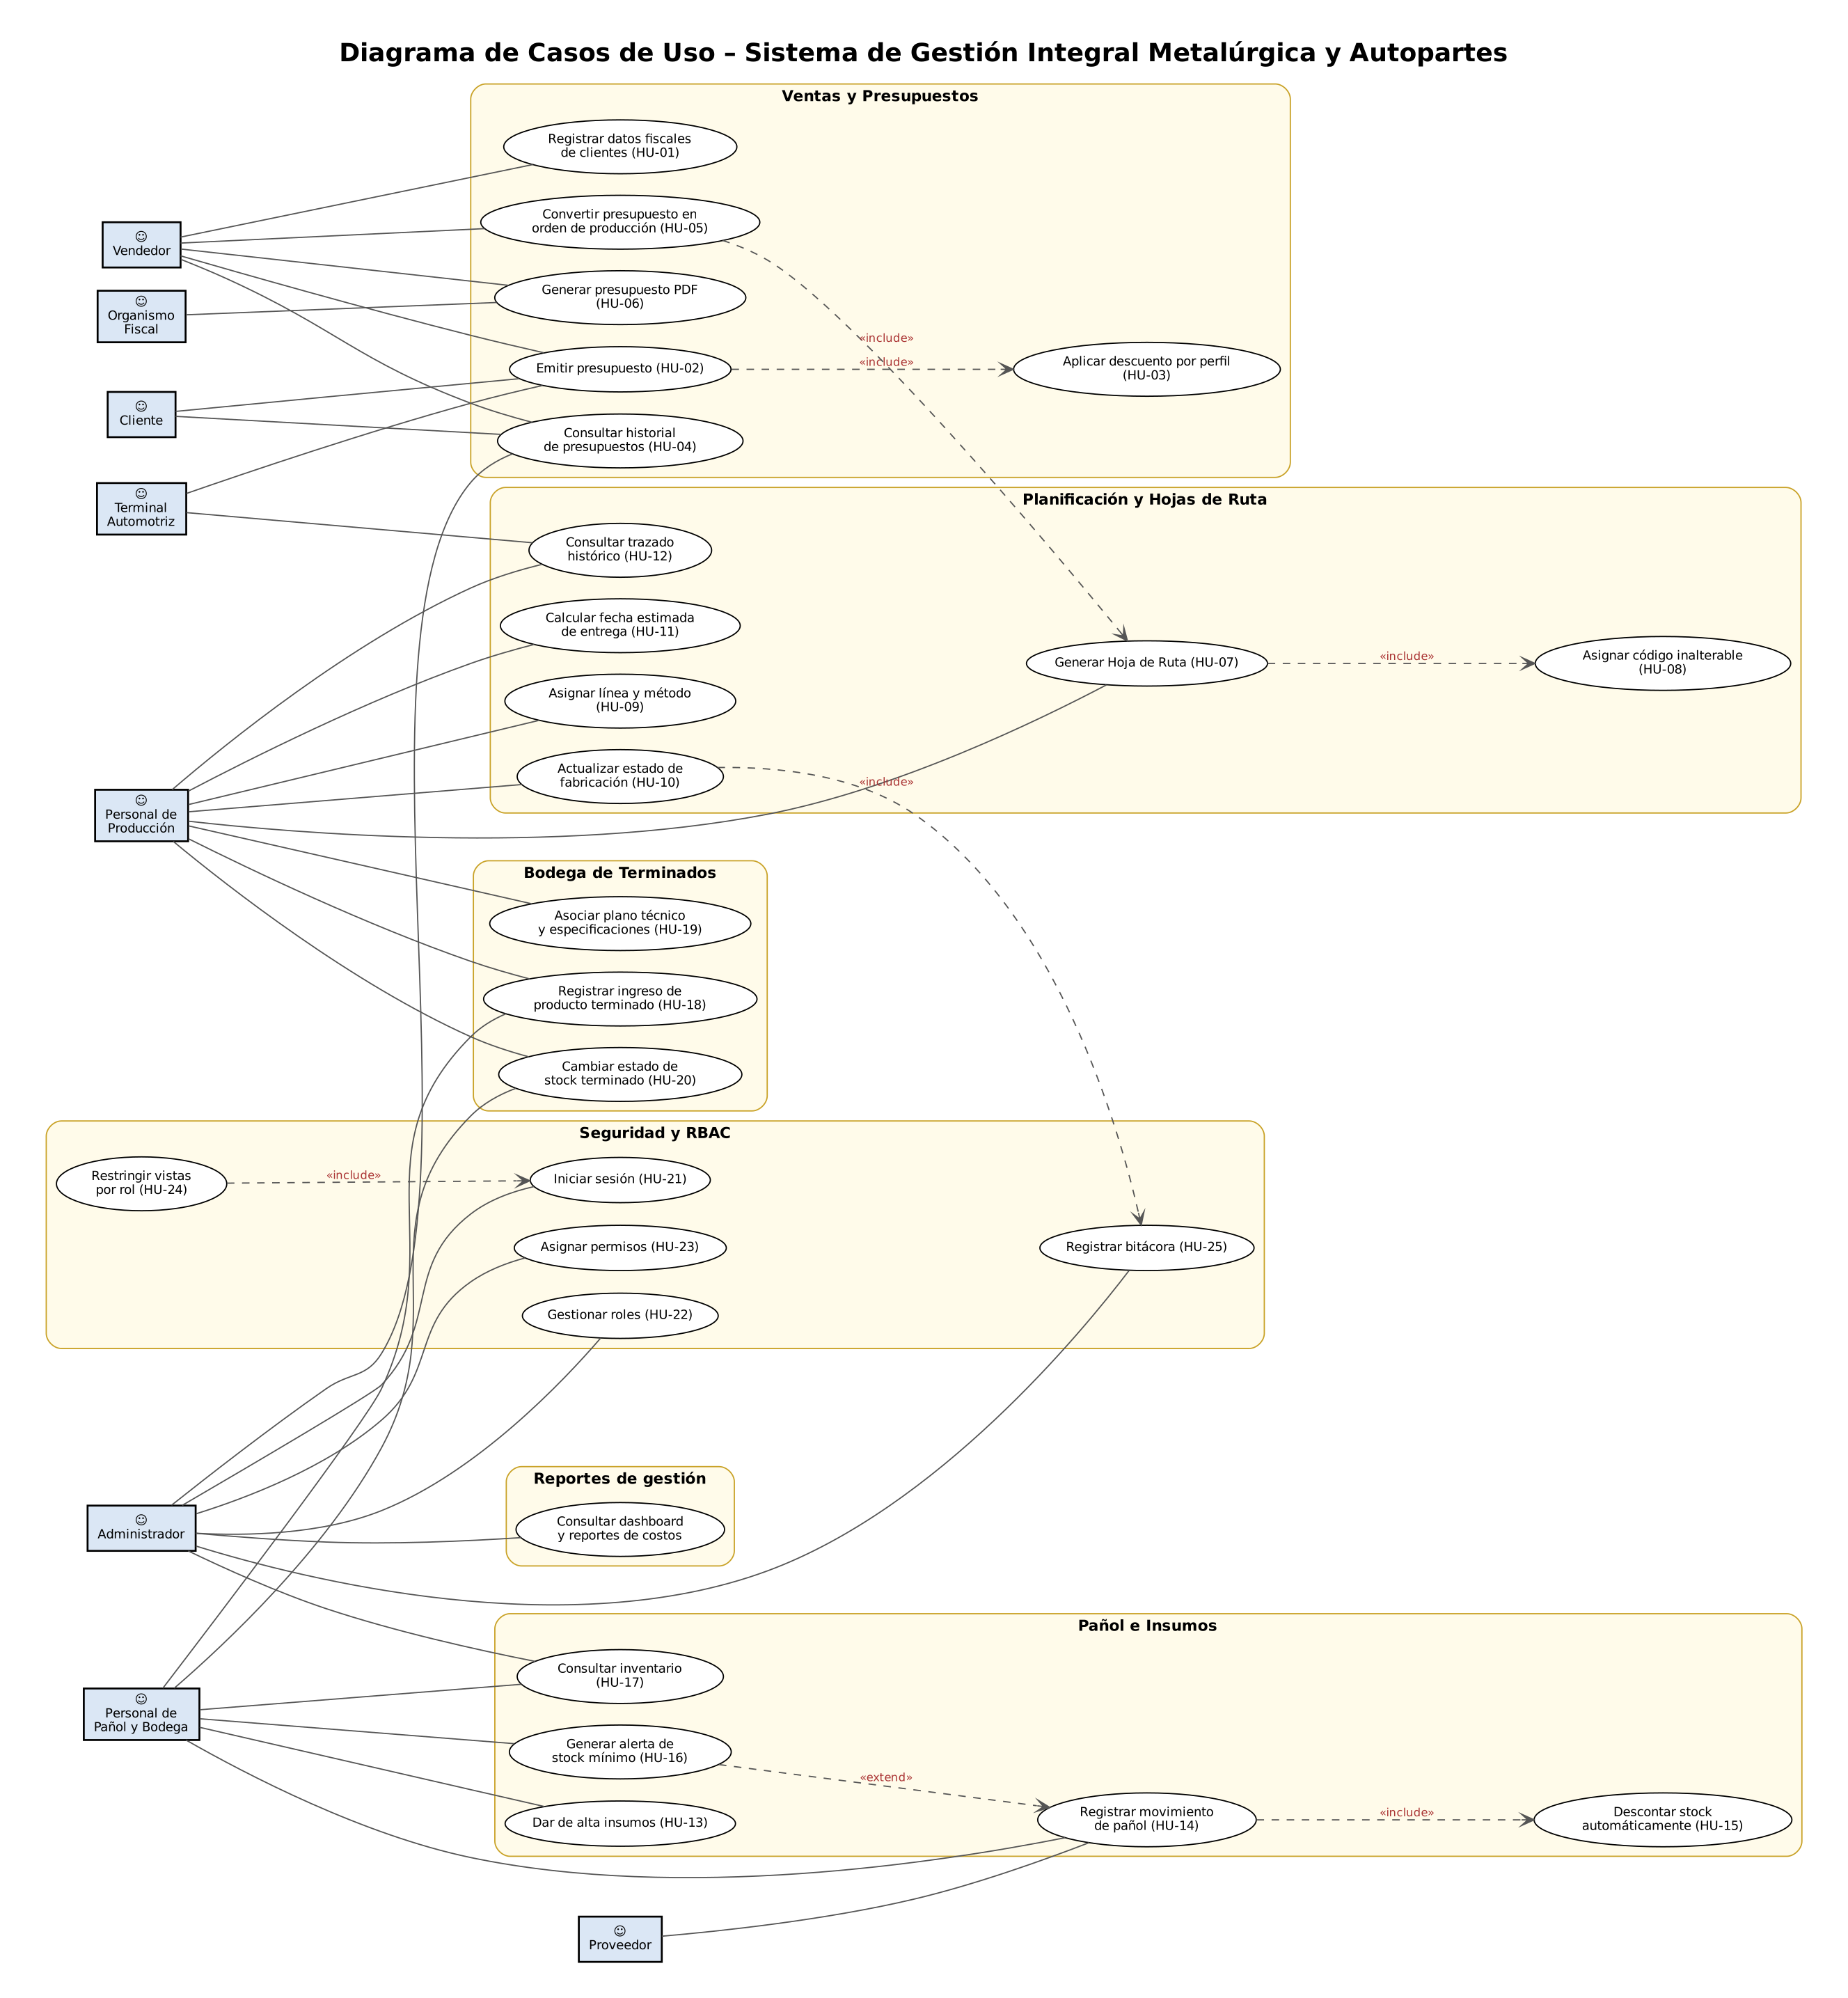 Diagrama de Casos de Uso – Sistema de Gestión Integral Metalúrgica y Autopartes
Ventas y Presupuestos
Registrar datos fiscales
de clientes (HU-01)
Convertir presupuesto en
orden de producción (HU-05)
Vendedor
Generar presupuesto PDF
(HU-06)
Organismo
Fiscal
«include»
«include»
Emitir presupuesto (HU-02)
Aplicar descuento por perfil
(HU-03)
Cliente
Consultar historial
de presupuestos (HU-04)
Planificación y Hojas de Ruta
Terminal
Automotriz
Consultar trazado
histórico (HU-12)
Calcular fecha estimada
de entrega (HU-11)
Generar Hoja de Ruta (HU-07)
«include»
Asignar código inalterable
(HU-08)
Asignar línea y método
(HU-09)
Actualizar estado de
fabricación (HU-10)
«include»
Personal de
Producción
Bodega de Terminados
Asociar plano técnico
y especificaciones (HU-19)
Registrar ingreso de
producto terminado (HU-18)
Cambiar estado de
stock terminado (HU-20)
Seguridad y RBAC
Restringir vistas
por rol (HU-24)
«include»
Iniciar sesión (HU-21)
Asignar permisos (HU-23)
Registrar bitácora (HU-25)
Gestionar roles (HU-22)
Reportes de gestión
Administrador
Consultar dashboard
y reportes de costos
Pañol e Insumos
Consultar inventario
(HU-17)
Personal de
Pañol y Bodega
Generar alerta de
stock mínimo (HU-16)
«extend»
Dar de alta insumos (HU-13)
Registrar movimiento
de pañol (HU-14)
«include»
Descontar stock
automáticamente (HU-15)
Proveedor